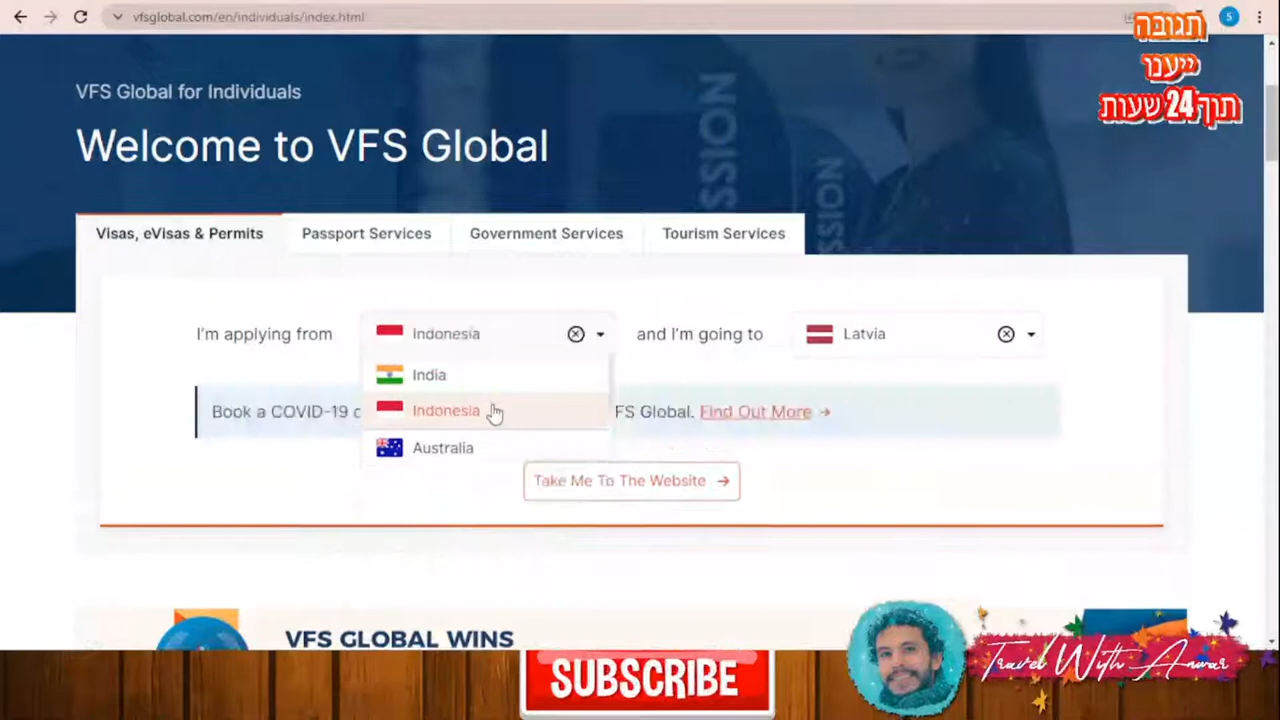 vfsglobal.com/en/individuals/index.html
S
תגובה
ייענו
תוך 24 שעות
VFS Global for Individuals
Welcome to VFS Global
SSION
SSION
Visas, eVisas & Permits
Passport Services
Government Services
Tourism Services
I'm applying from
Indonesia
and I'm going to
Latvia
India
Indonesia
Australia
Book a COVID-19
FS Global. Find Out More →
Take Me To The Website →
VFS GLOBAL WINS
SUBSCRIBE
Travel With Anwar